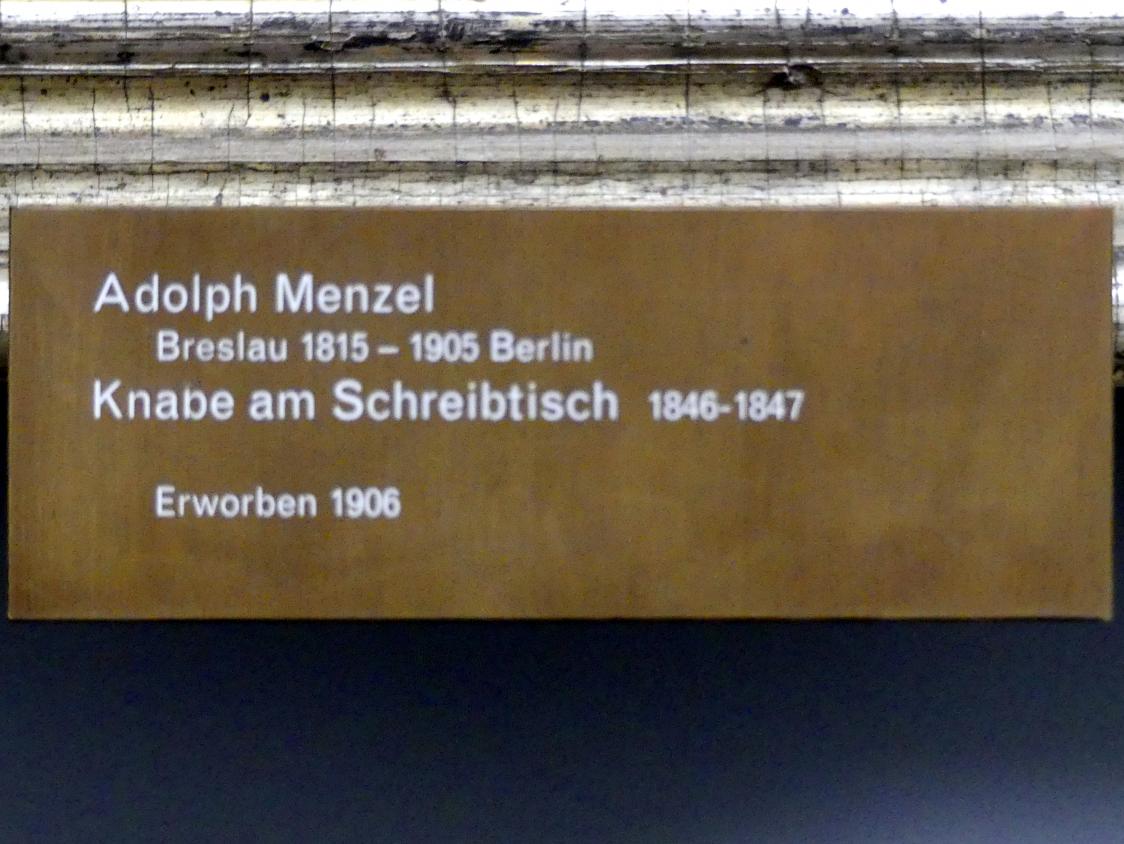 Adolph Menzel
Breslau 1815 – 1905 Berlin
Knabe am Schreibtisch 1846-1847
Erworben 1906